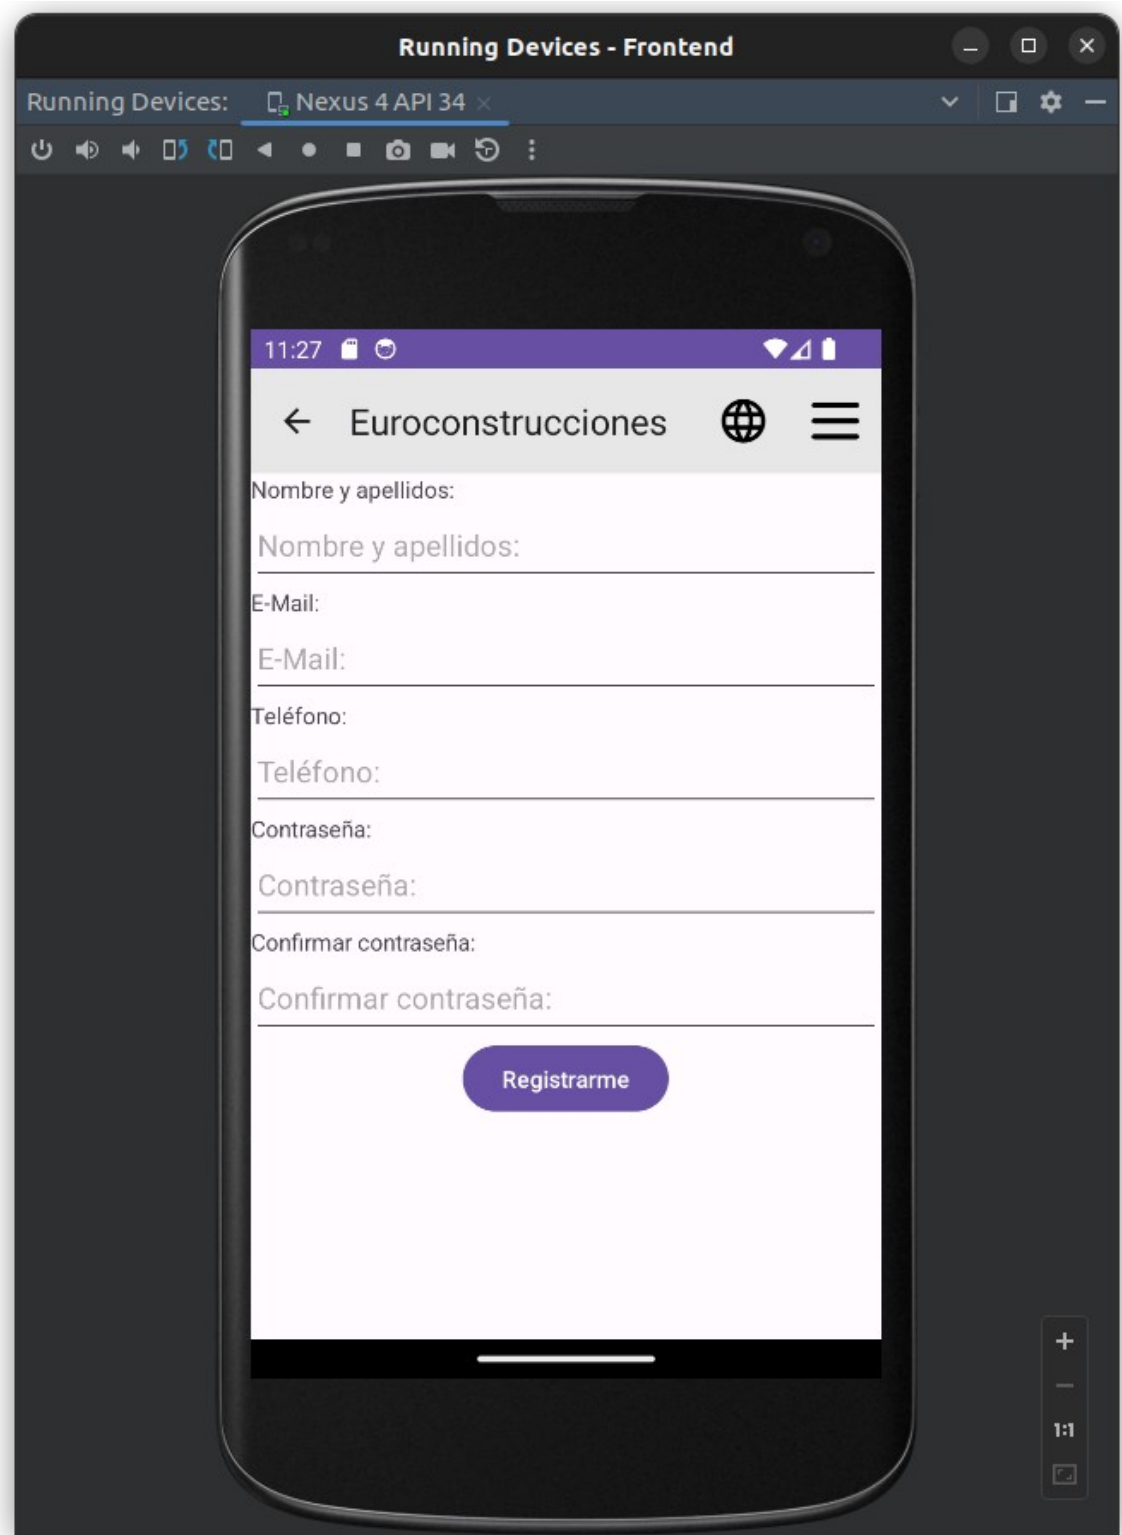 Running Devices - Frontend
Running Devices: Nexus 4 API 34
11:27
Euroconstrucciones
Nombre y apellidos:
Nombre y apellidos:
E-Mail:
E-Mail:
Teléfono:
Teléfono:
Contraseña:
Contraseña:
Confirmar contraseña:
Confirmar contraseña:
Registrarme
1:1